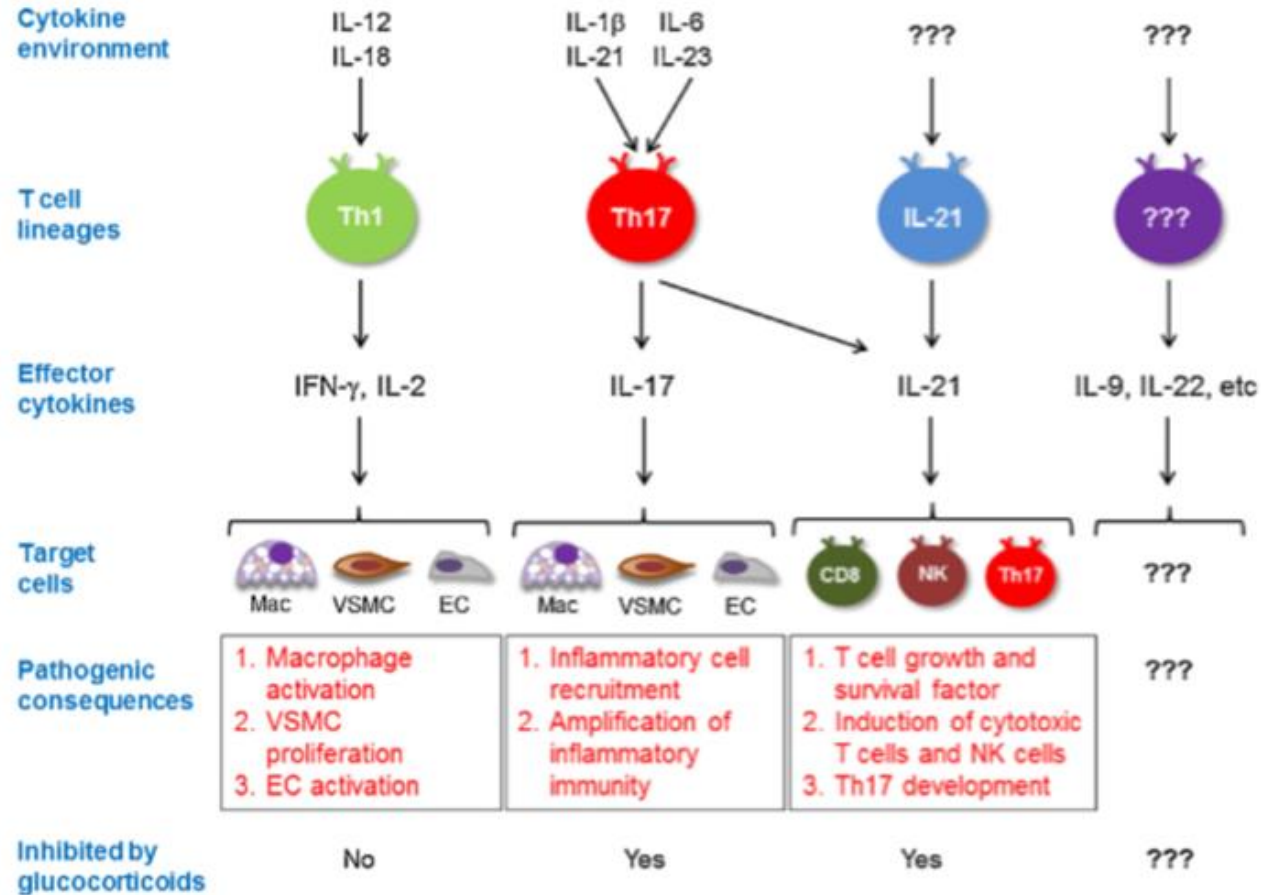 Cytokine environment
IL-12
IL-18
IL-1β IL-6
IL-21 IL-23
???
???
T cell lineages
Th1
Th17
IL-21
???
Effector cytokines
IFN-γ, IL-2
IL-17
IL-21
IL-9, IL-22, etc
Target cells
Mac VSMC EC
Mac VSMC EC
CD8 NK Th17
???
Pathogenic consequences
1. Macrophage
activation
2. VSMC
proliferation
3. EC activation
1. Inflammatory cell
recruitment
2. Amplification of
inflammatory
immunity
1. T cell growth and
survival factor
2. Induction of cytotoxic
T cells and NK cells
3. Th17 development
???
Inhibited by glucocorticoids
No
Yes
Yes
???